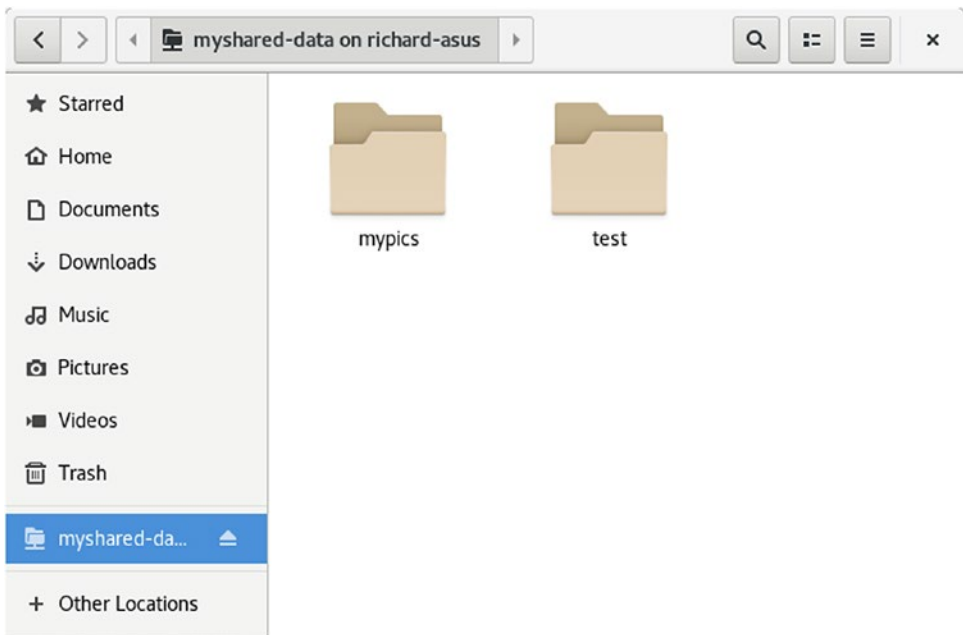 myshared-data on richard-asus
Starred
Home
Documents
Downloads
Music
Pictures
Videos
Trash
myshared-da...
Other Locations
mypics
test